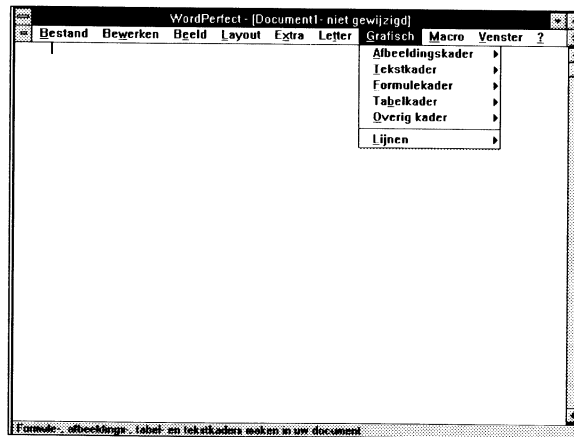 WordPerfect - [Document1 - niet gewijzigd]
Bestand Bewerken Beeld Layout Extra Letter Grafisch Macro Venster ?
Afbeeldingskader
Tekstkader
Formulekader
Tabelkader
Overig kader
Lijnen
Formule-, afbeeldings-, tabel- en tekstkaders maken in uw document